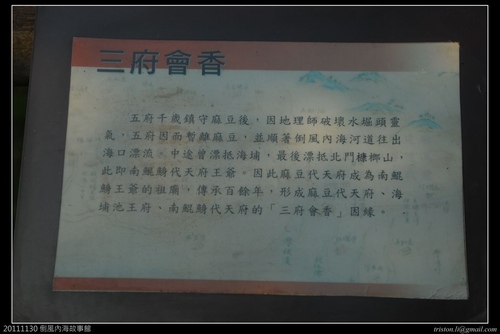 三府會香
五府千歲鎮守麻豆後，因地理師破壞水堀頭靈
氣，五府因而暫離麻豆，並順著倒風內海河道往出
海口漂流。中途曾漂抵海埔，最後漂抵北門槺榔山，
此即南鯤鯓代天府王爺。因此麻豆代天府成為南鯤
鯓王爺的祖廟，傳承百餘年，形成麻豆代天府、海
埔池王府、南鯤鯓代天府的「三府會香」因緣。
20111130 倒風內海故事館
triston.li@gmail.com